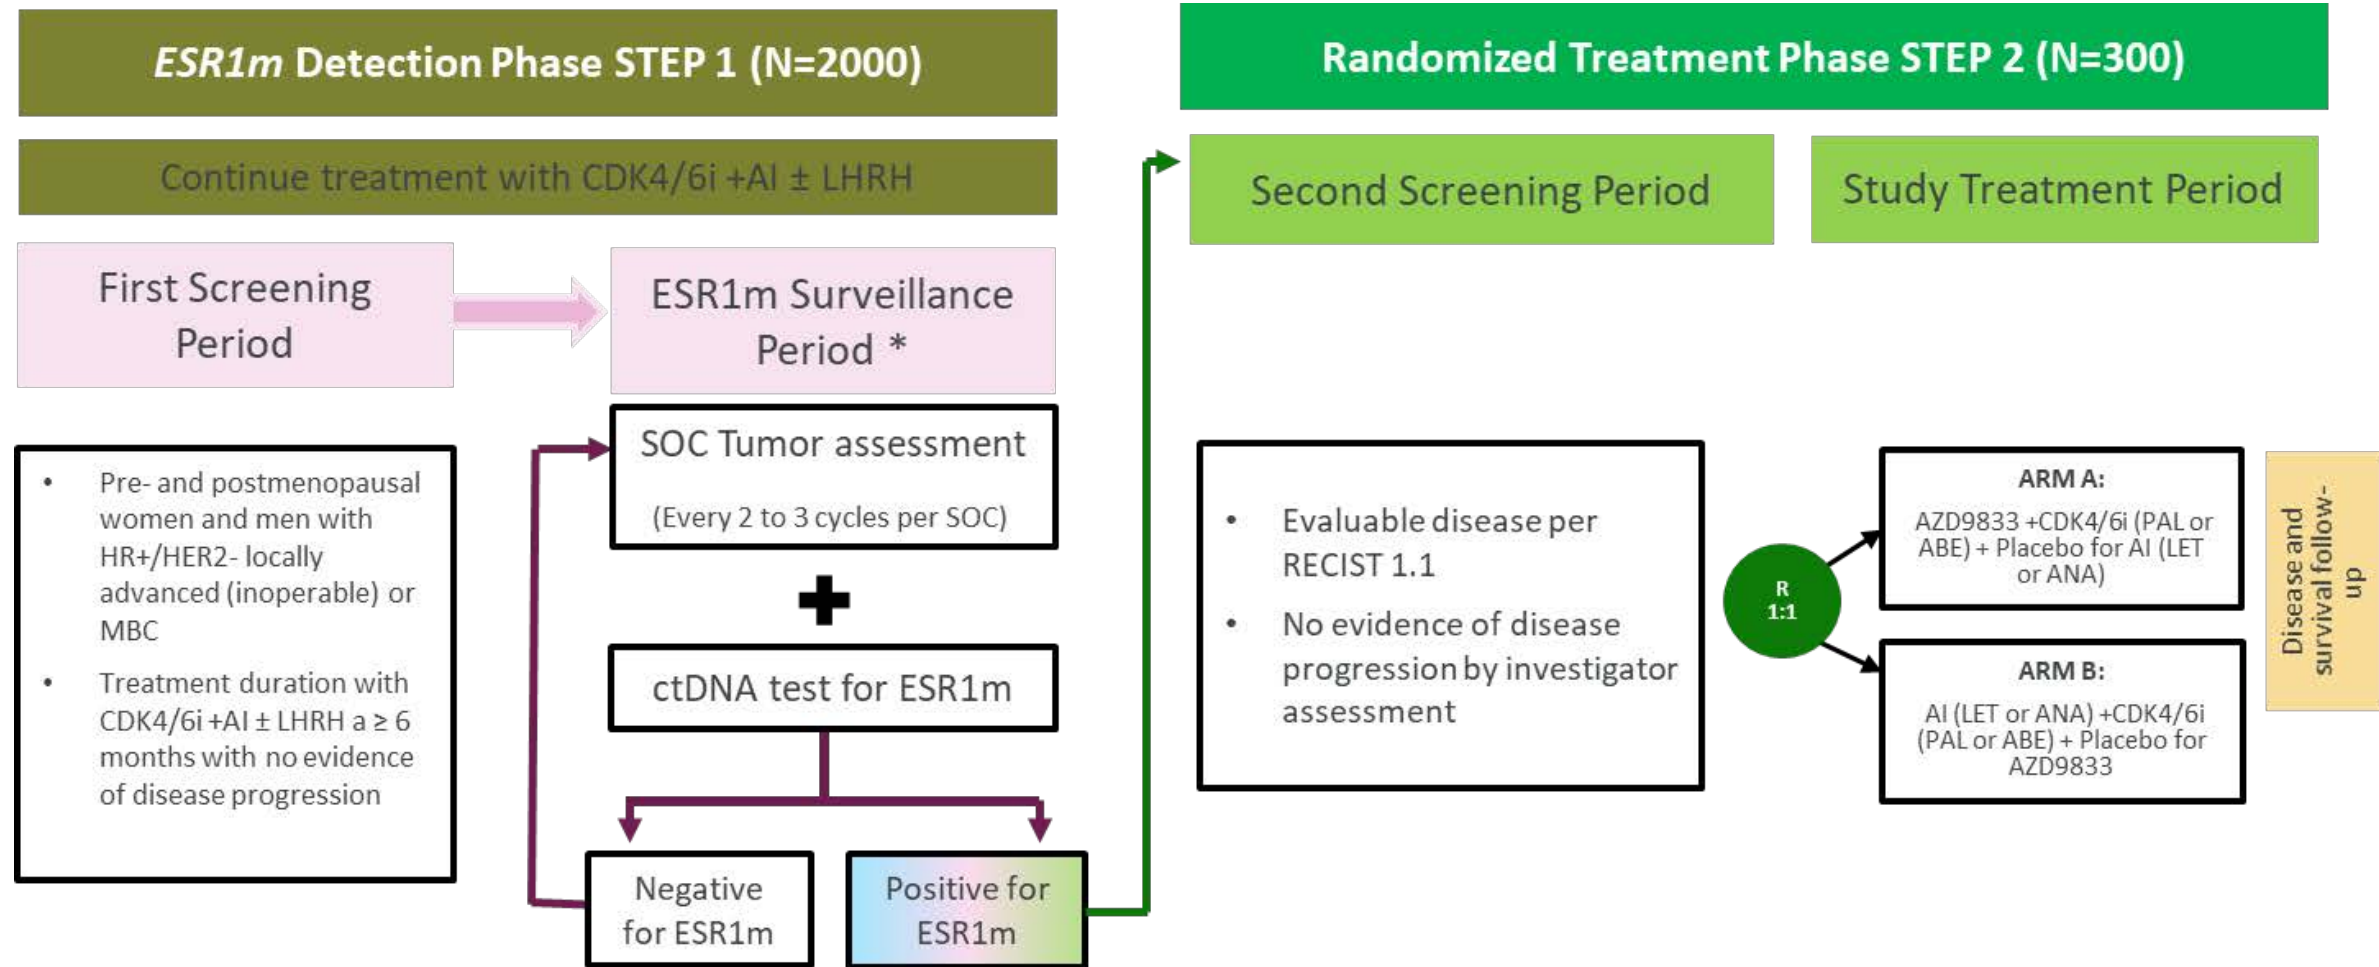 ESR1m Detection Phase STEP 1 (N=2000)
Continue treatment with CDK4/6i +AI ± LHRH
First Screening
Period
ESR1m Surveillance
Period *
• Pre- and postmenopausal
women and men with
HR+/HER2- locally
advanced (inoperable) or
MBC
• Treatment duration with
CDK4/6i +AI ± LHRH a ≥ 6
months with no evidence
of disease progression
SOC Tumor assessment
(Every 2 to 3 cycles per SOC)
ctDNA test for ESR1m
Negative
for ESR1m
Positive for
ESR1m
Randomized Treatment Phase STEP 2 (N=300)
Second Screening Period
Study Treatment Period
• Evaluable disease per
RECIST 1.1
• No evidence of disease
progression by investigator
assessment
R
1:1
ARM A:
AZD9833 +CDK4/6i (PAL or
ABE) + Placebo for AI (LET
or ANA)
ARM B:
AI (LET or ANA) +CDK4/6i
(PAL or ABE) + Placebo for
AZD9833
Disease and
survival follow-
up